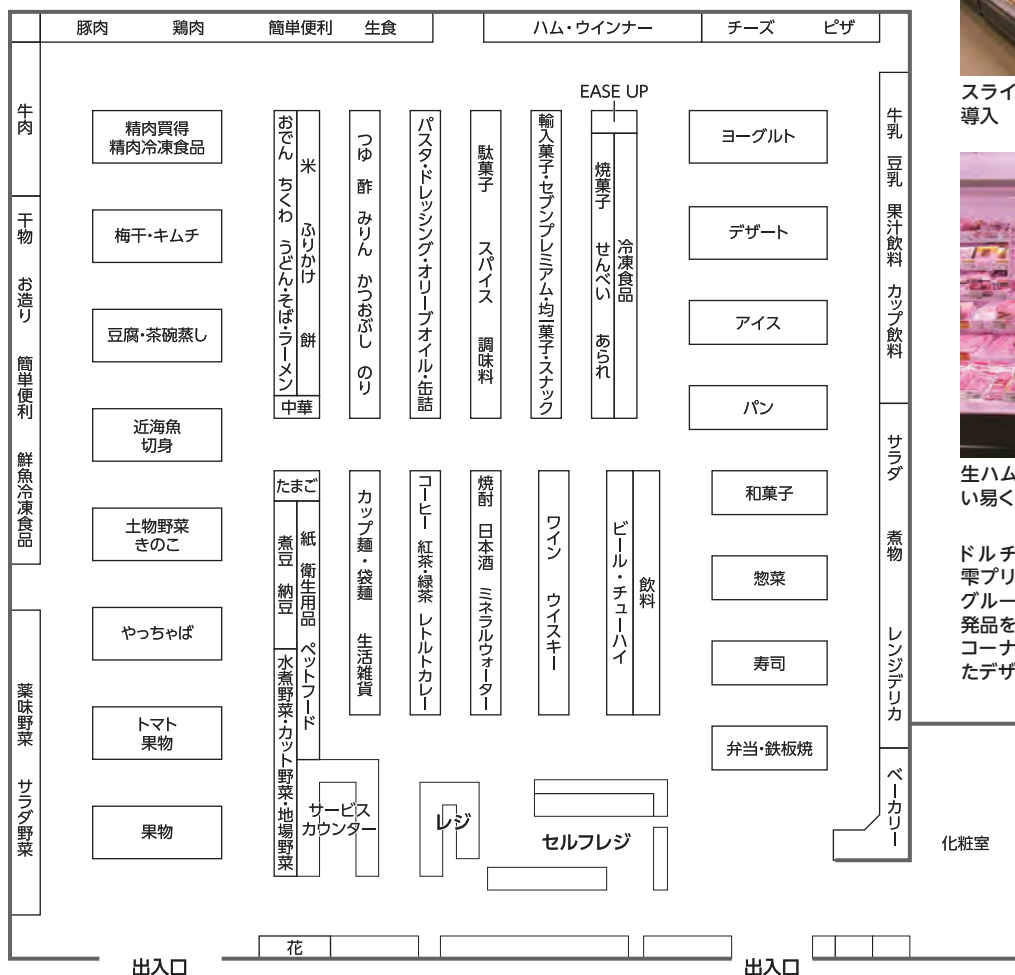 豚肉 鶏肉 簡単便利 生食
ハム・ウインナー
チーズ ピザ
牛肉
干物 お造り 簡単便利 鮮魚冷凍食品
薬味野菜 サラダ野菜
精肉買得
精肉冷凍食品
梅干・キムチ
豆腐・茶碗蒸し
近海魚
切身
土物野菜
きのこ
やっちゃば
トマト
果物
果物
おでん ちくわ うどん・そば・ラーメン
米 ふりかけ 餅
中華
つゆ 酢 みりん かつおぶし のり
パスタ・ドレッシング・オリーブオイル・缶詰
駄菓子 スパイス 調味料
輸入菓子・セブンプレミアム・均一菓子・スナック
EASE UP
焼菓子 せんべい あられ
冷凍食品
たまご
煮豆 納豆
紙 衛生用品 ペットフード
水煮野菜・カット野菜・地場野菜
カップ麺・袋麺 生活雑貨
コーヒー 紅茶・緑茶 レトルトカレー
焼酎 日本酒 ミネラルウォーター
ワイン ウイスキー
ビール・チューハイ
飲料
ヨーグルト
デザート
アイス
パン
和菓子
惣菜
寿司
弁当・鉄板焼
牛乳 豆乳 果汁飲料 カップ飲料
サラダ 煮物 レンジデリカ
ベーカリー
サービス
カウンター
レジ
セルフレジ
化粧室
花
出入口
出入口
スライ
導入
生ハム
い易く
ドルチ
雫プリ
グルー
発品を
コーナ
たデザ